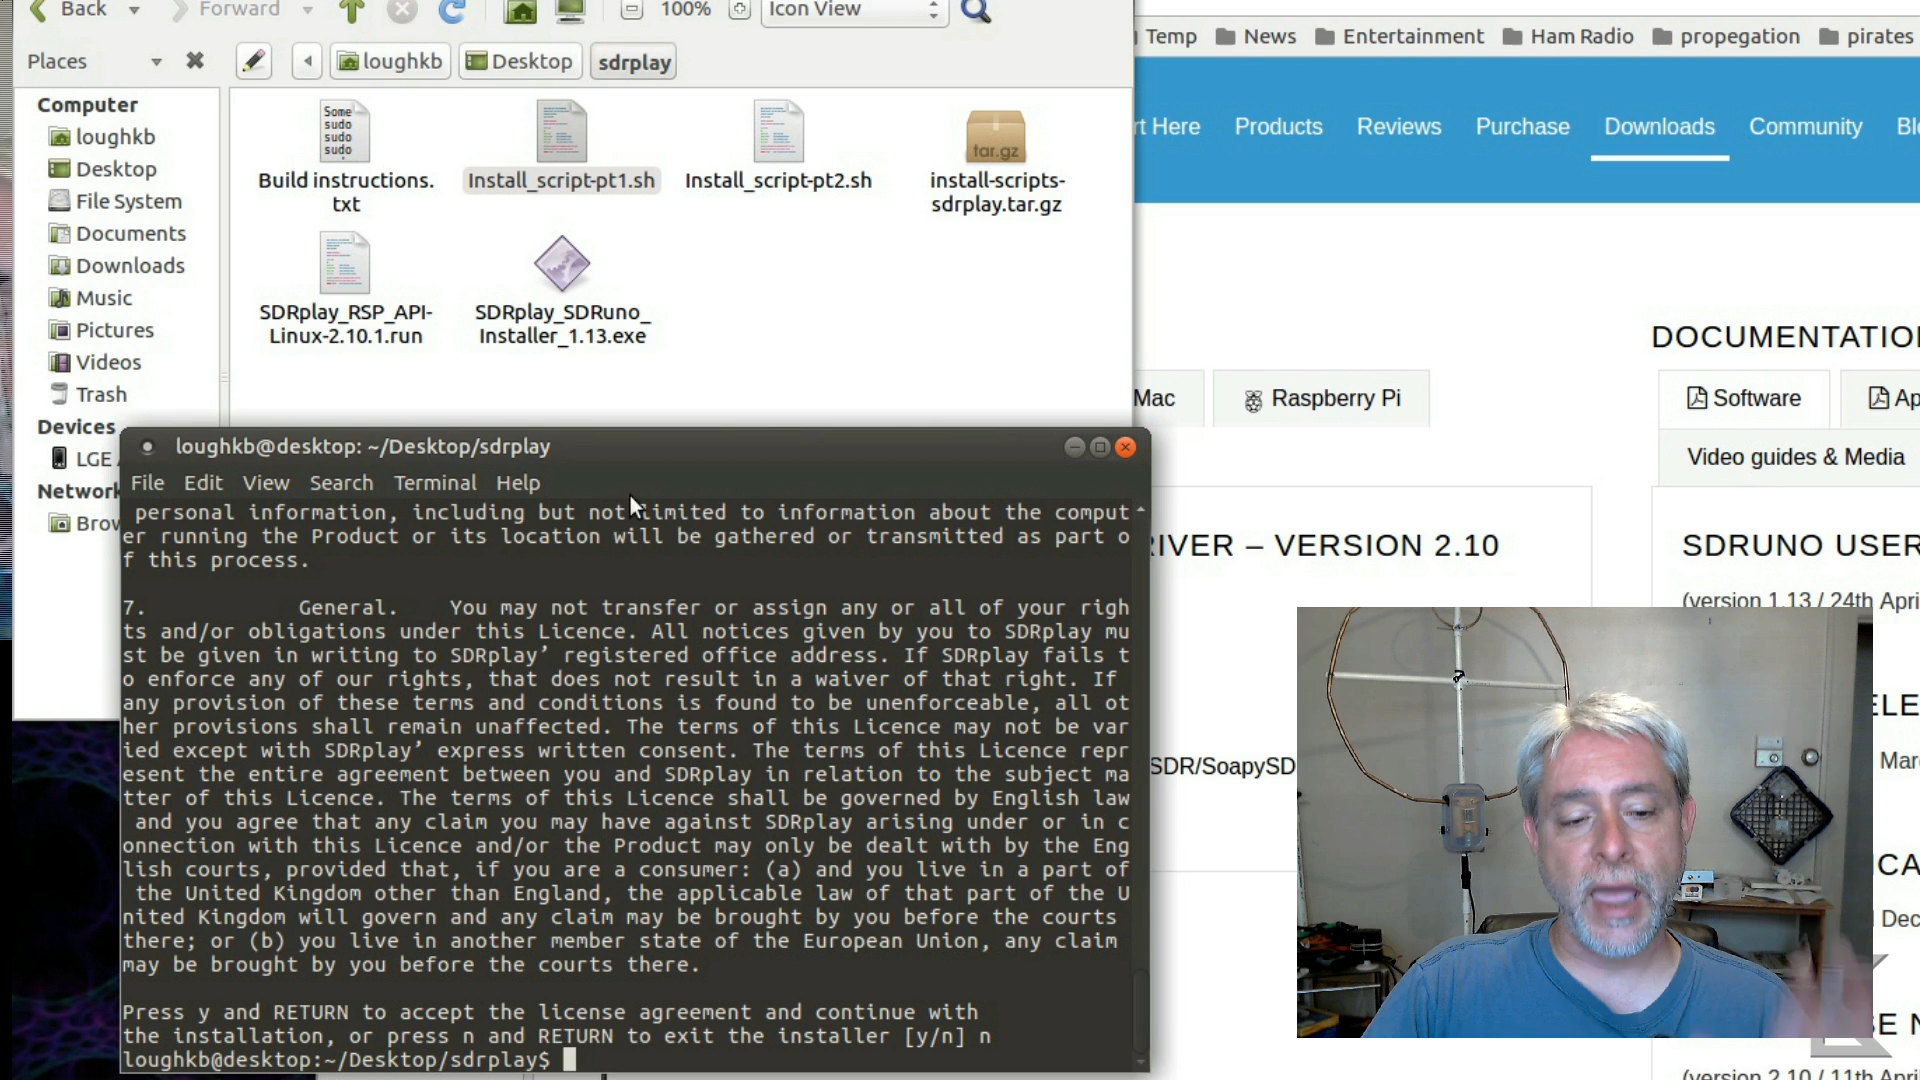 Back
Forward
100%
Icon View
Places
loughkb
Desktop
sdrplay
Computer
loughkb
Desktop
File System
Documents
Downloads
Music
Pictures
Videos
Trash
Devices
LGE
Network
Brow
Some
sudo
sudo
sudo
Build instructions.
txt
Install_script-pt1.sh
Install_script-pt2.sh
tar.gz
install-scripts-
sdrplay.tar.gz
SDRplay_RSP_API-
Linux-2.10.1.run
SDRplay_SDRuno_
Installer_1.13.exe
Temp
News
Entertainment
Ham Radio
propegation
pirates
rt Here
Products
Reviews
Purchase
Downloads
Community
Blo
DOCUMENTATIO
Mac
Raspberry Pi
Software
Ap
Video guides & Media
RIVER – VERSION 2.10
SDRUNO USER
(version 1.13 / 24th Apri
SDR/SoapySD
ELE
Marc
CA
Dec
SE N
(version 2.10 / 11th April
loughkb@desktop: ~/Desktop/sdrplay
File Edit View Search Terminal Help
personal information, including but not limited to information about the comput
er running the Product or its location will be gathered or transmitted as part o
f this process.
7. General. You may not transfer or assign any or all of your righ
ts and/or obligations under this Licence. All notices given by you to SDRplay mu
st be given in writing to SDRplay’ registered office address. If SDRplay fails t
o enforce any of our rights, that does not result in a waiver of that right. If
any provision of these terms and conditions is found to be unenforceable, all ot
her provisions shall remain unaffected. The terms of this Licence may not be var
ied except with SDRplay’ express written consent. The terms of this Licence repr
esent the entire agreement between you and SDRplay in relation to the subject ma
tter of this Licence. The terms of this Licence shall be governed by English law
and you agree that any claim you may have against SDRplay arising under or in c
onnection with this Licence and/or the Product may only be dealt with by the Eng
lish courts, provided that, if you are a consumer: (a) and you live in a part of
the United Kingdom other than England, the applicable law of that part of the U
nited Kingdom will govern and any claim may be brought by you before the courts
there; or (b) you live in another member state of the European Union, any claim
may be brought by you before the courts there.
Press y and RETURN to accept the license agreement and continue with
the installation, or press n and RETURN to exit the installer [y/n] n
loughkb@desktop:~/Desktop/sdrplay$